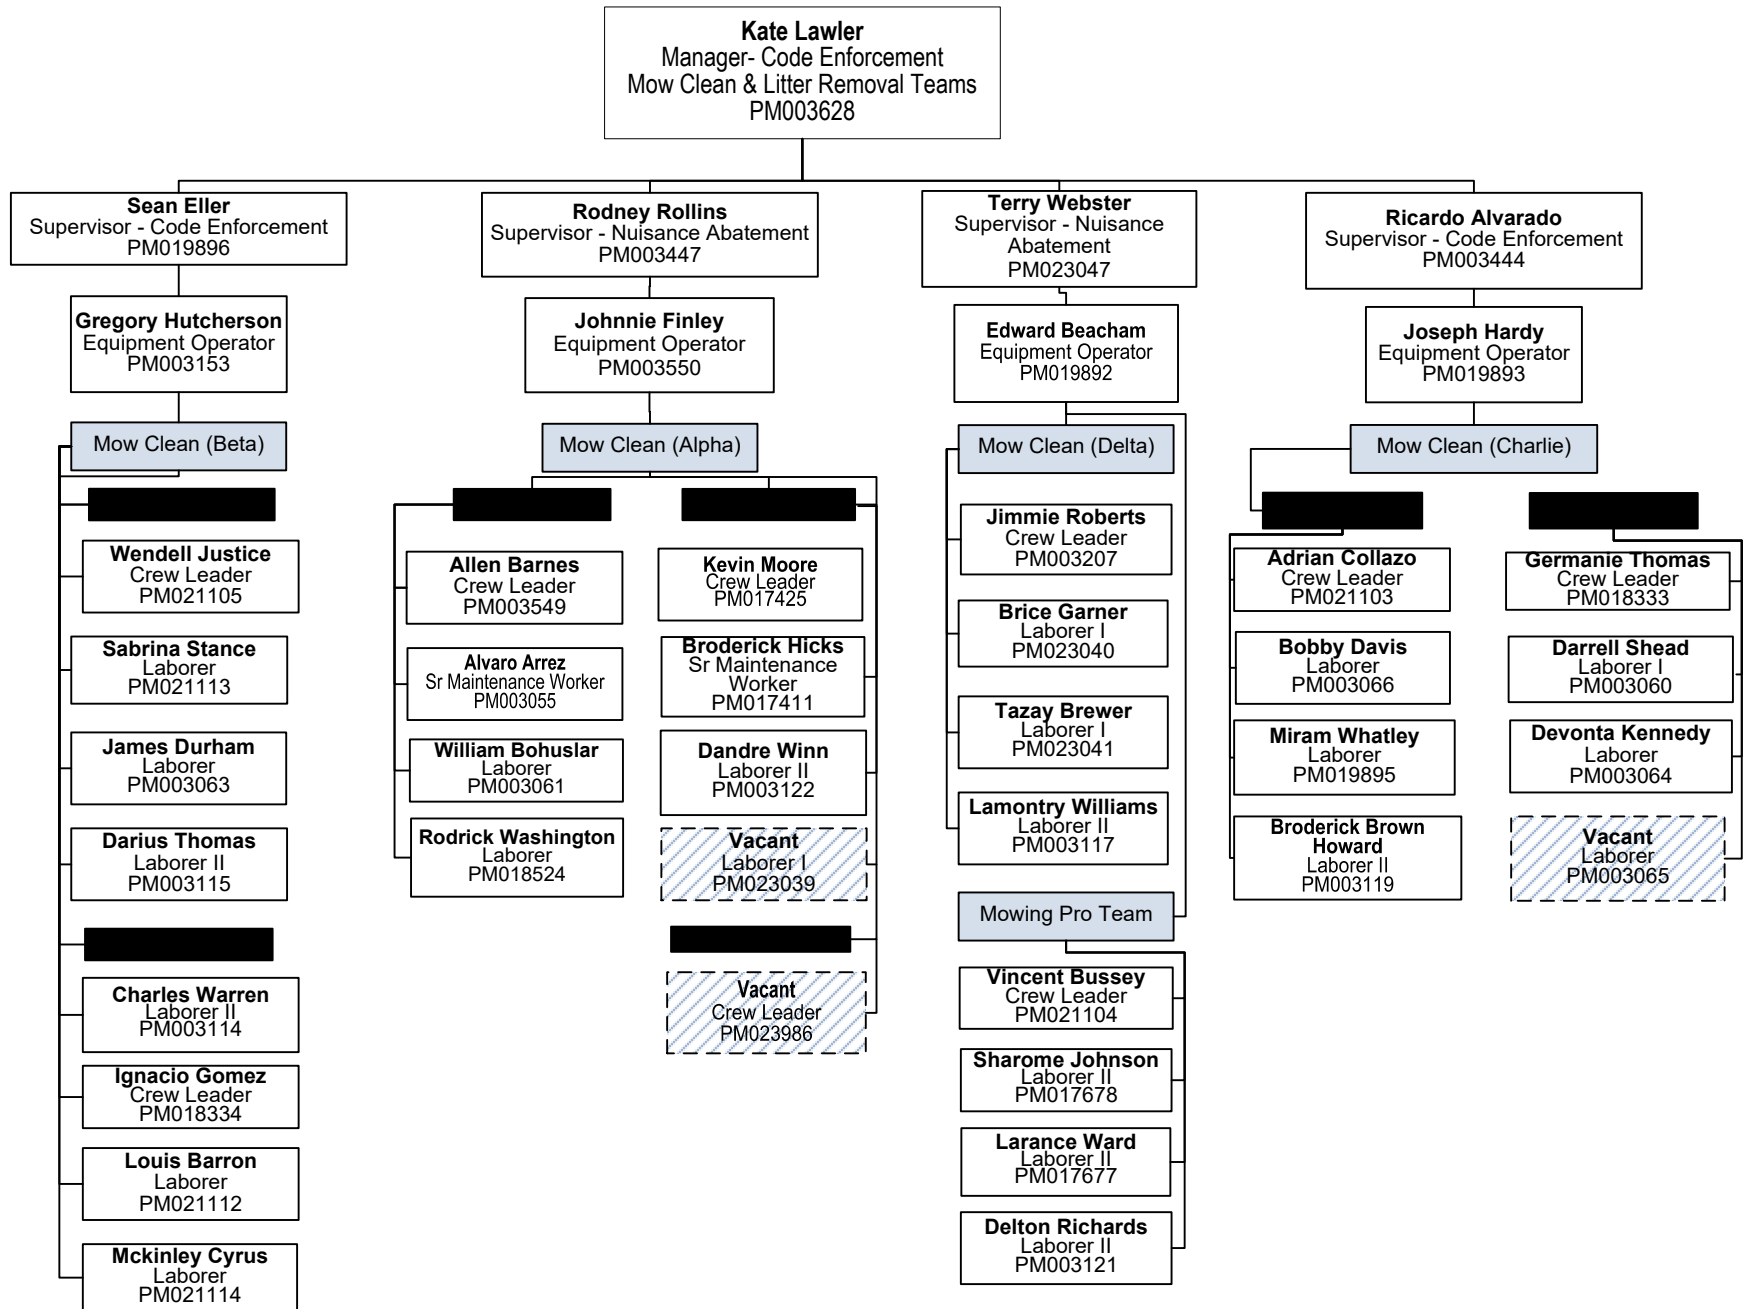 Kate Lawler
Manager- Code Enforcement
Mow Clean & Litter Removal Teams
PM003628
Sean Eller
Supervisor - Code Enforcement
PM019896
Rodney Rollins
Supervisor - Nuisance Abatement
PM003447
Terry Webster
Supervisor - Nuisance
Abatement
PM023047
Ricardo Alvarado
Supervisor - Code Enforcement
PM003444
Gregory Hutcherson
Equipment Operator
PM003153
Johnnie Finley
Equipment Operator
PM003550
Edward Beacham
Equipment Operator
PM019892
Joseph Hardy
Equipment Operator
PM019893
Mow Clean (Beta)
Wendell Justice
Crew Leader
PM021105
Sabrina Stance
Laborer
PM021113
James Durham
Laborer
PM003063
Darius Thomas
Laborer II
PM003115
Charles Warren
Laborer II
PM003114
Ignacio Gomez
Crew Leader
PM018334
Louis Barron
Laborer
PM021112
Mckinley Cyrus
Laborer
PM021114
Mow Clean (Alpha)
Allen Barnes
Crew Leader
PM003549
Alvaro Arrez
Sr Maintenance Worker
PM003055
William Bohuslar
Laborer
PM003061
Rodrick Washington
Laborer
PM018524
Kevin Moore
Crew Leader
PM017425
Broderick Hicks
Sr Maintenance
Worker
PM017411
Dandre Winn
Laborer II
PM003122
Vacant
Laborer I
PM023039
Vacant
Crew Leader
PM023986
Mow Clean (Delta)
Jimmie Roberts
Crew Leader
PM003207
Brice Garner
Laborer I
PM023040
Tazay Brewer
Laborer I
PM023041
Lamontry Williams
Laborer II
PM003117
Mowing Pro Team
Vincent Bussey
Crew Leader
PM021104
Sharome Johnson
Laborer II
PM017678
Larance Ward
Laborer II
PM017677
Delton Richards
Laborer II
PM003121
Mow Clean (Charlie)
Adrian Collazo
Crew Leader
PM021103
Bobby Davis
Laborer
PM003066
Miram Whatley
Laborer
PM019895
Broderick Brown
Howard
Laborer II
PM003119
Germanie Thomas
Crew Leader
PM018333
Darrell Shead
Laborer I
PM003060
Devonta Kennedy
Laborer
PM003064
Vacant
Laborer
PM003065